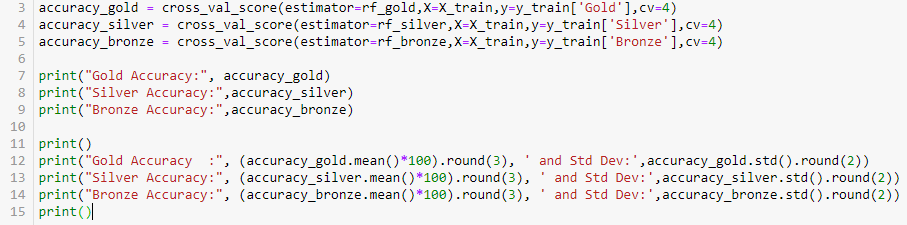 3 accuracy_gold = cross_val_score(estimator=rf_gold,X=X_train,y=y_train['Gold'],cv=4)
4 accuracy_silver = cross_val_score(estimator=rf_silver,X=X_train,y=y_train['Silver'],cv=4)
5 accuracy_bronze = cross_val_score(estimator=rf_bronze,X=X_train,y=y_train['Bronze'],cv=4)
6
7 print("Gold Accuracy:", accuracy_gold)
8 print("Silver Accuracy:",accuracy_silver)
9 print("Bronze Accuracy:",accuracy_bronze)
10
11 print()
12 print("Gold Accuracy  :", (accuracy_gold.mean()*100).round(3), ' and Std Dev:',accuracy_gold.std().round(2))
13 print("Silver Accuracy:", (accuracy_silver.mean()*100).round(3), ' and Std Dev:',accuracy_silver.std().round(2))
14 print("Bronze Accuracy:", (accuracy_bronze.mean()*100).round(3), ' and Std Dev:',accuracy_bronze.std().round(2))
15 print()